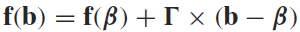 f(b) = f(β) + Γ × (b − β)